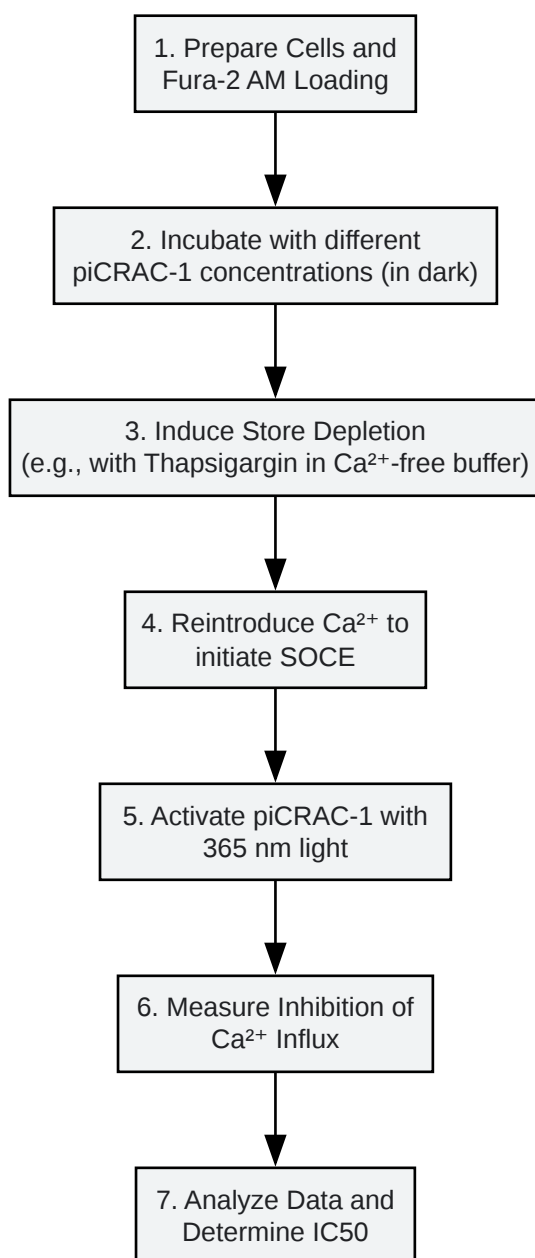 1. Prepare Cells and
Fura-2 AM Loading
2. Incubate with different
piCRAC-1 concentrations (in dark)
3. Induce Store Depletion
(e.g., with Thapsigargin in Ca²⁺-free buffer)
4. Reintroduce Ca²⁺ to
initiate SOCE
5. Activate piCRAC-1 with
365 nm light
6. Measure Inhibition of
Ca²⁺ Influx
7. Analyze Data and
Determine IC50